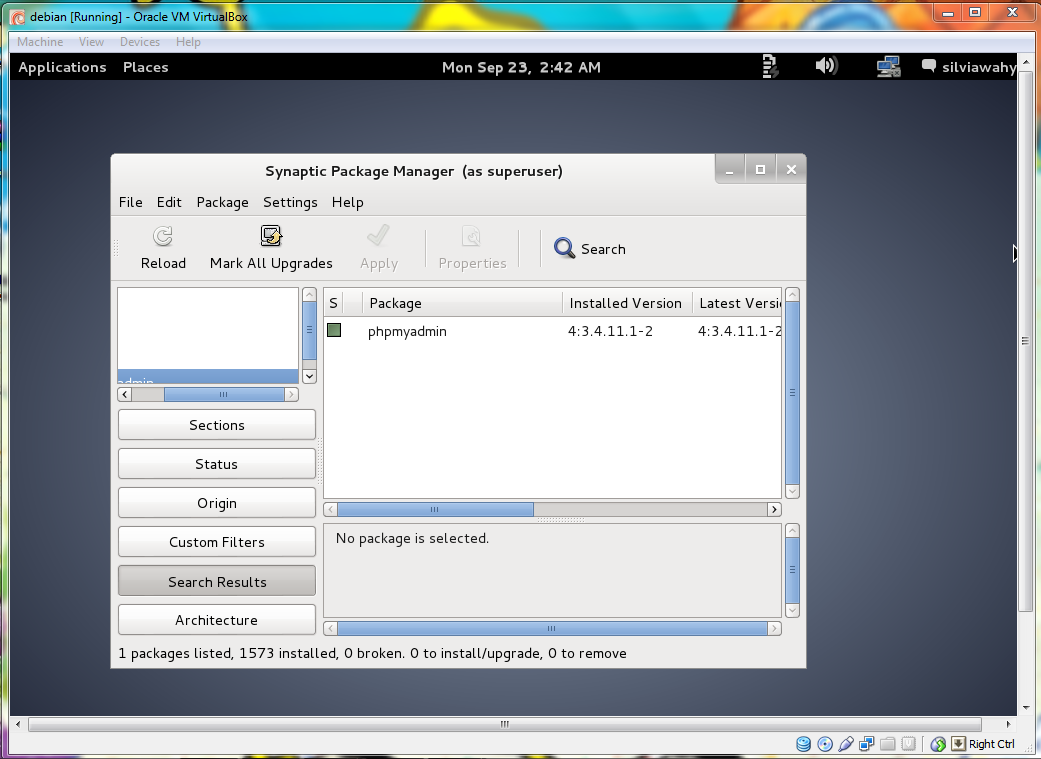 debian [Running] - Oracle VM VirtualBox
Machine View Devices Help
Applications Places Mon Sep 23, 2:42 AM silviawahy
Synaptic Package Manager (as superuser)
File Edit Package Settings Help
Reload Mark All Upgrades Apply Properties Search
S Package Installed Version Latest Versi
phpmyadmin 4:3.4.11.1-2 4:3.4.11.1-2
admin
Sections
Status
Origin
Custom Filters
Search Results
Architecture
No package is selected.
1 packages listed, 1573 installed, 0 broken. 0 to install/upgrade, 0 to remove
Right Ctrl